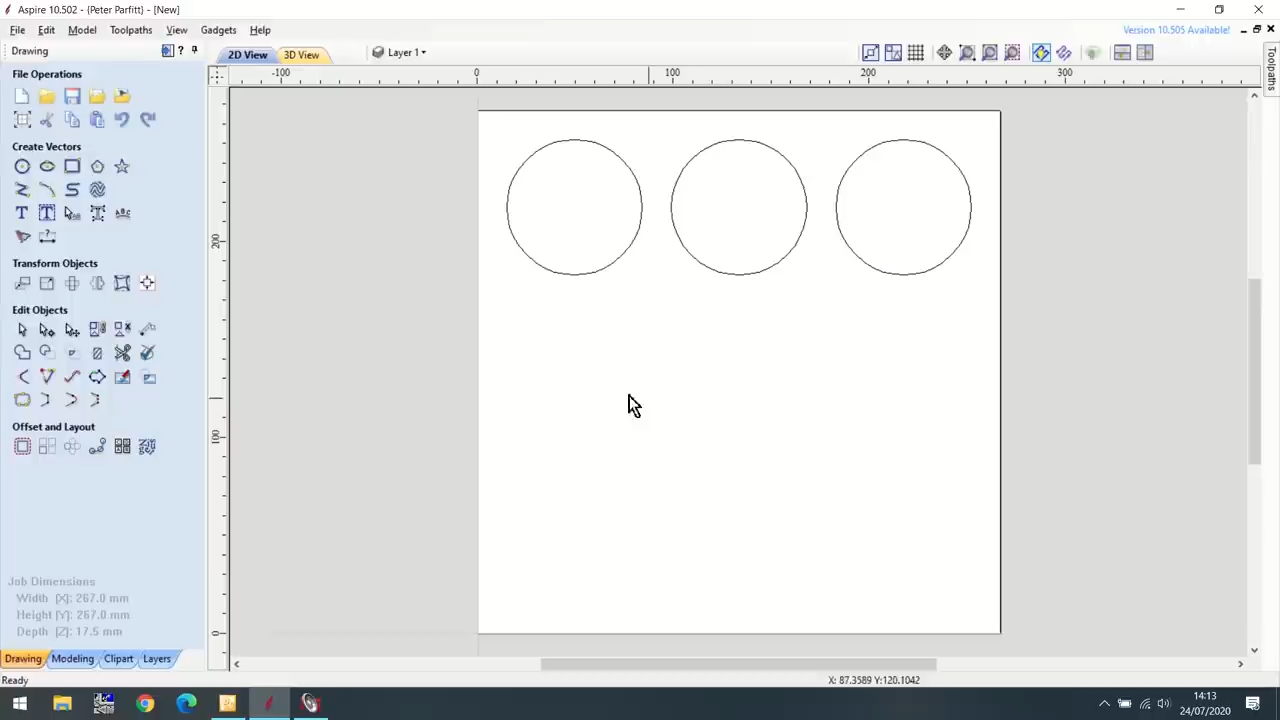 Aspire 10.502 - {Peter Parfitt} - [New]
File Edit Model Toolpaths View Gadgets Help
Version 10.505 Available!
Drawing
2D View
3D View
Layer 1
Toolpaths
File Operations
-100 0 100 200 300
Create Vectors
200
Transform Objects
Edit Objects
100
Offset and Layout
Job Dimensions
Width [X]: 267.0 mm
Height [Y]: 267.0 mm
Depth [Z]: 17.5 mm
0
Drawing Modeling Clipart Layers
Ready
X: 87.3589 Y:120.1042
14:13
24/07/2020